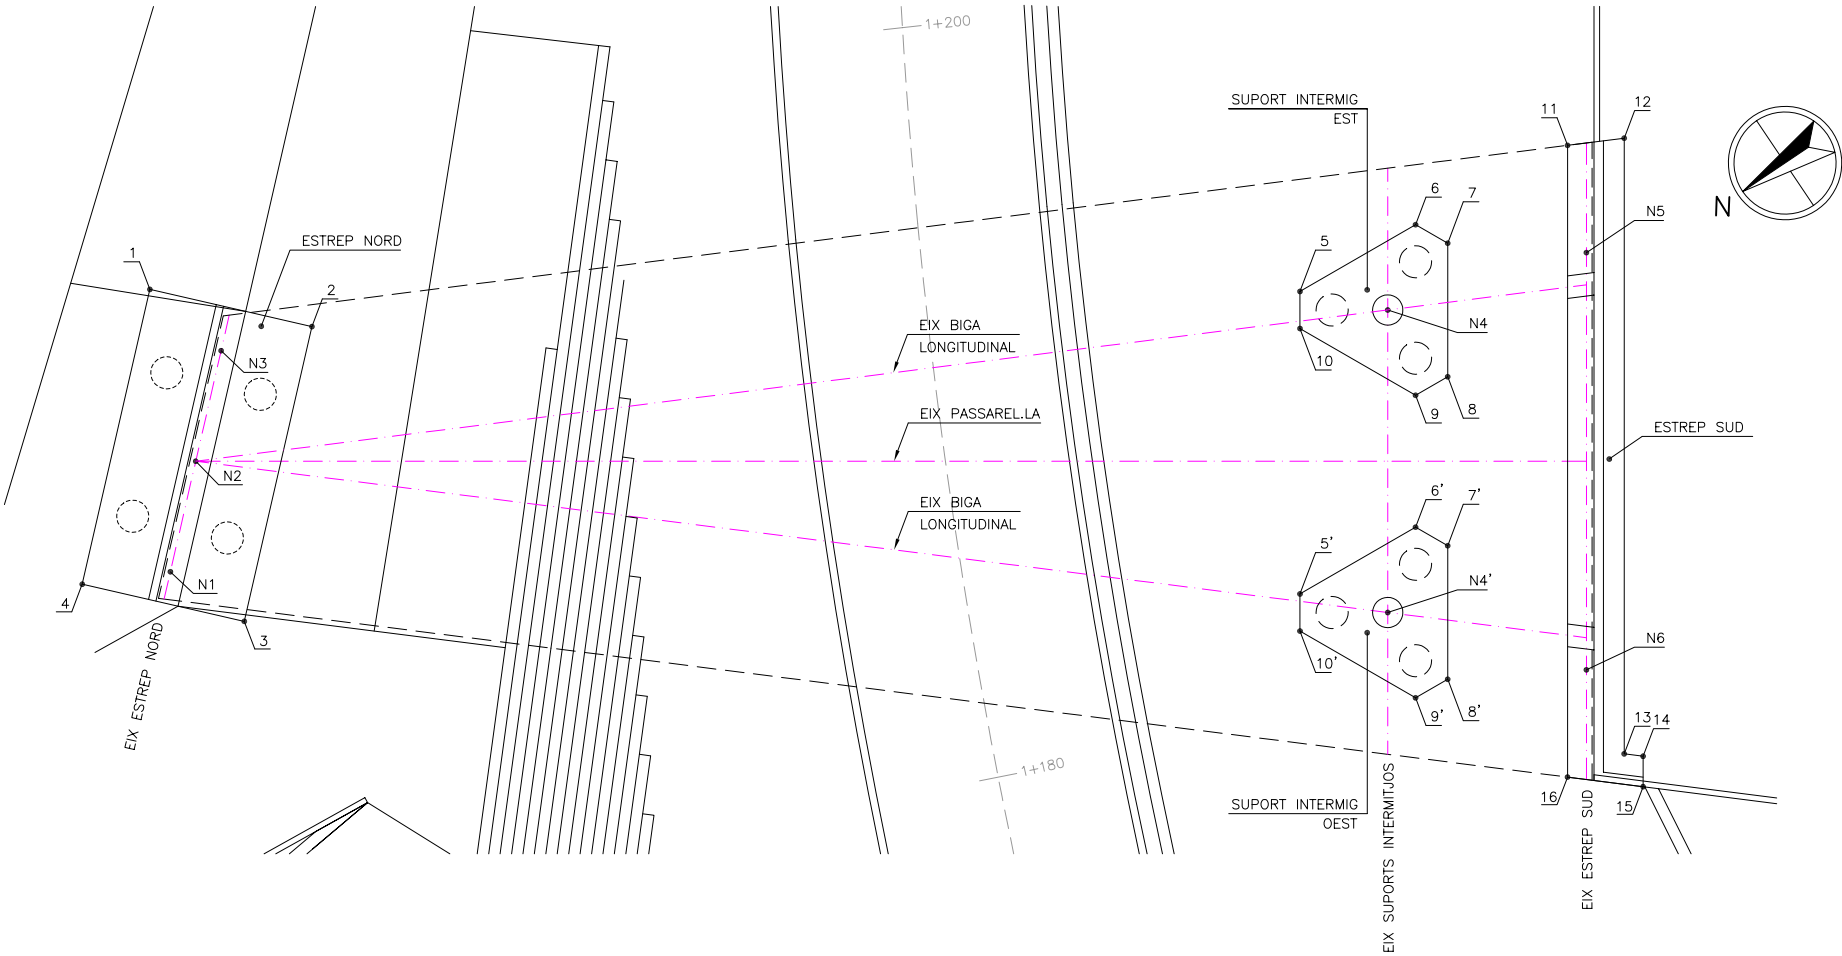 1+200
SUPORT INTERMIG
EST
11
12
6
7
N
N5
ESTREP NORD
1
5
2
EIX BIGA
LONGITUDINAL
N4
N3
10
9
8
EIX PASSAREL.LA
ESTREP SUD
N2
EIX BIGA
LONGITUDINAL
6'
7'
5'
N1
N4'
4
3
N6
10'
EIX ESTREP NORD
9'
8'
13
14
1+180
SUPORT INTERMIG
OEST
16
15
EIX SUPORTS INTERMITJOS
EIX ESTREP SUD